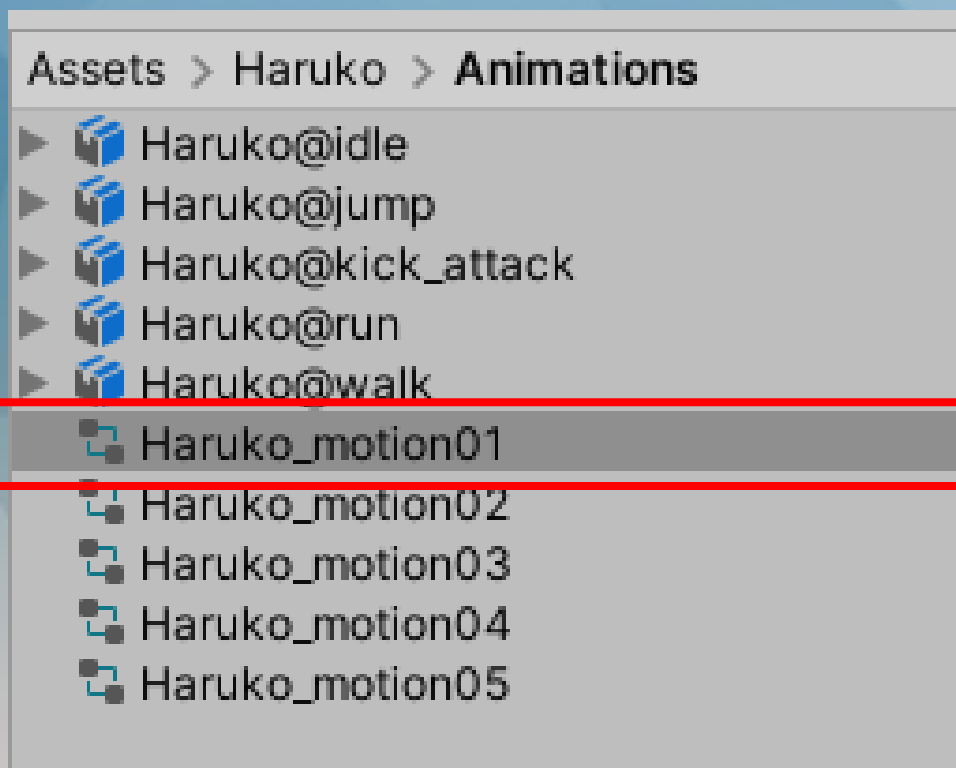 Assets > Haruko > Animations
Haruko@idle
Haruko@jump
Haruko@kick_attack
Haruko@run
Haruko@walk
Haruko_motion01
Haruko_motion02
Haruko_motion03
Haruko_motion04
Haruko_motion05